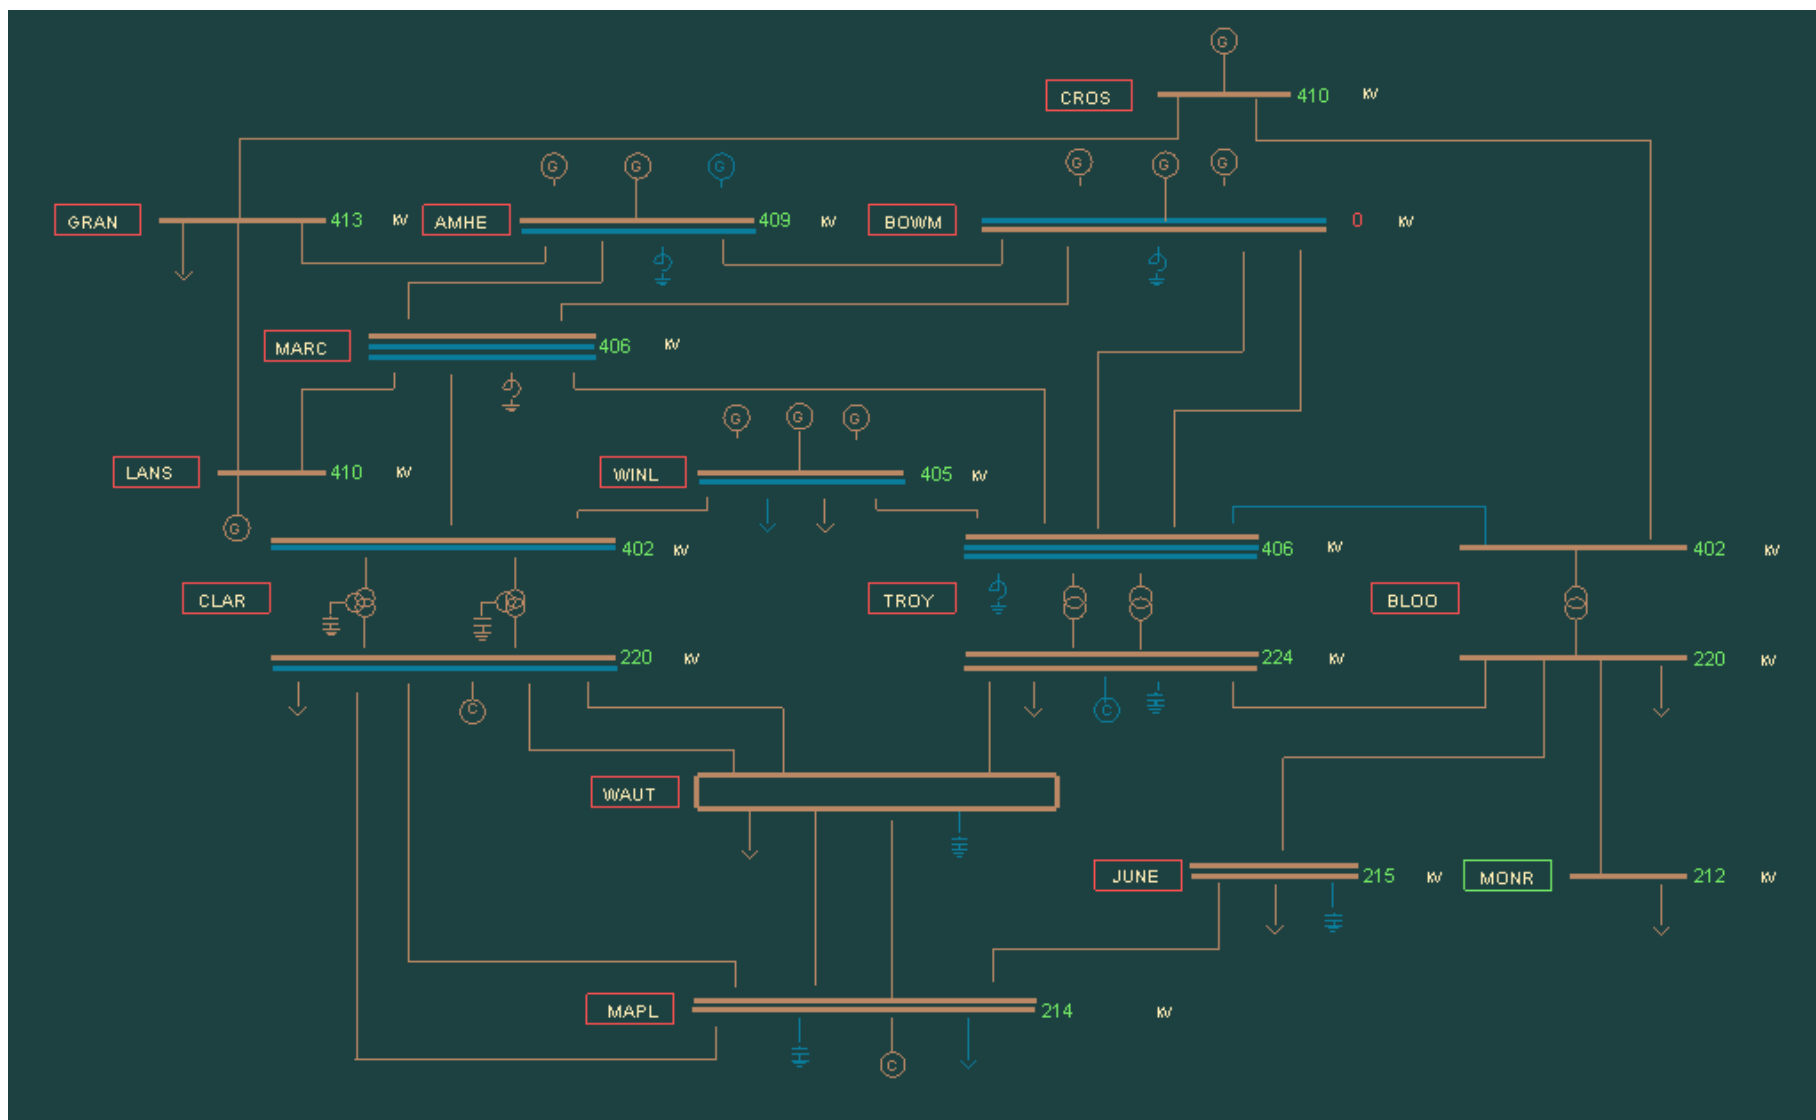 G
CROS 410 KV
G G G G G G
GRAN 413 KV AMHE 409 KV BOWM 0 KV
MARC 406 KV
G G G
LANS 410 KV WINL 405 KV
G
402 KV 406 KV 402 KV
CLAR TROY BLOO
220 KV 224 KV 220 KV
C C
WAUT
JUNE 215 KV MONR 212 KV
MAPL 214 KV
C